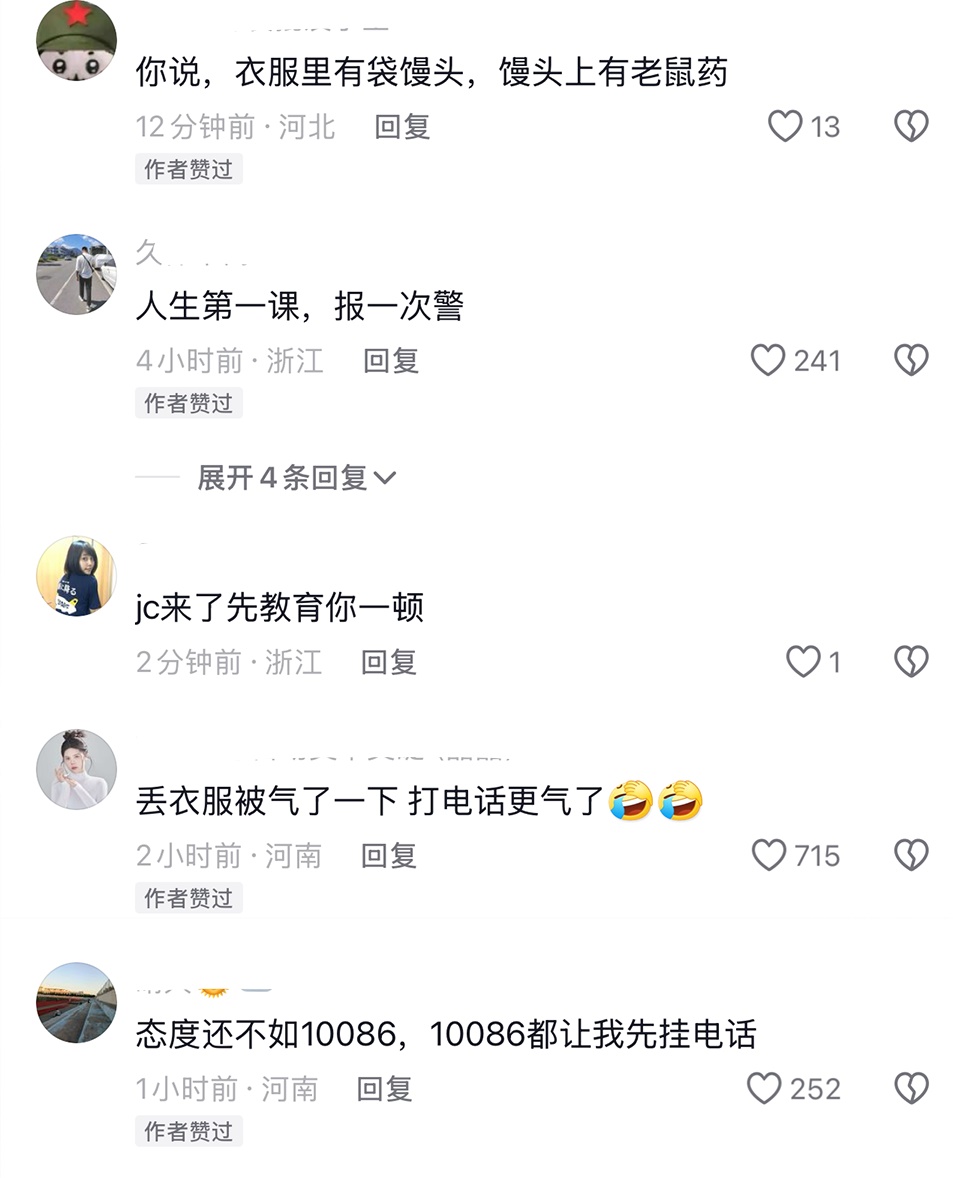 你说，衣服里有袋馒头，馒头上有老鼠药
12分钟前·河北 回复 13
作者赞过
久
人生第一课，报一次警
4小时前·浙江 回复 241
作者赞过
展开4条回复
jc来了先教育你一顿
2分钟前·浙江 回复 1
丢衣服被气了一下 打电话更气了🤣🤣
2小时前·河南 回复 715
作者赞过
态度还不如10086，10086都让我先挂电话
1小时前·河南 回复 252
作者赞过